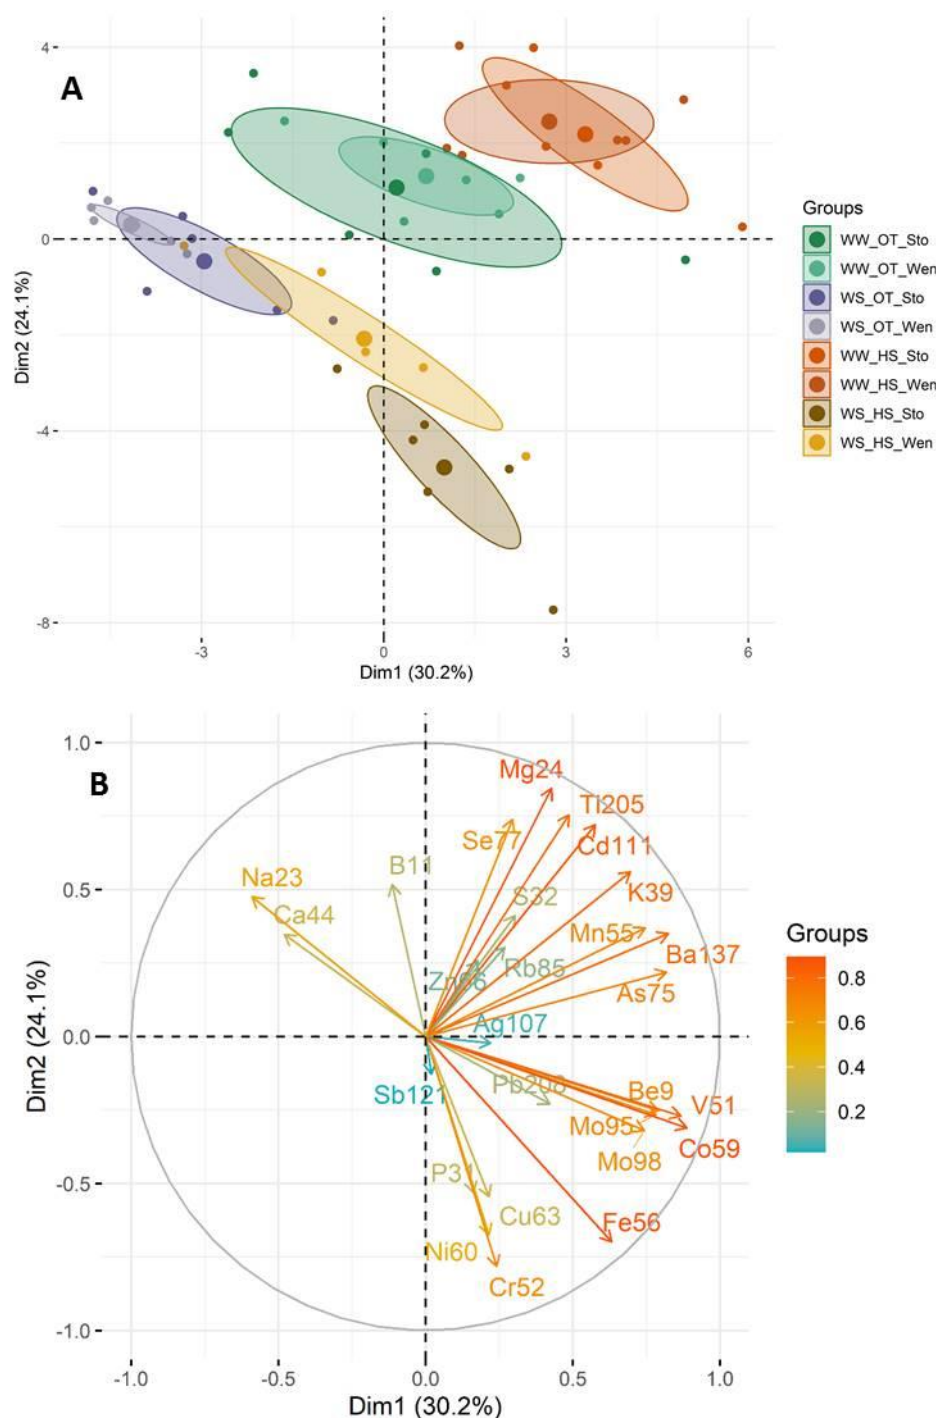 A
4
0
-4
-8
Dim2 (24.1%)
-3
0
3
6
Dim1 (30.2%)
Groups
WW_OT_Sto
WW_OT_Wen
WS_OT_Sto
WS_OT_Wen
WW_HS_Sto
WW_HS_Wen
WS_HS_Sto
WS_HS_Wen
B
1.0
0.5
0.0
-0.5
-1.0
Dim2 (24.1%)
Mg24
Tl205
Se77
Cd111
B11
Na23
K39
S32
Ca44
Mn55
Ba137
Rb85
Zn66
As75
Ag107
Sb121
Pb208
Be9
V51
Mo95
Co59
Mo98
P31
Cu63
Fe56
Ni60
Cr52
-1.0
-0.5
0.0
0.5
1.0
Dim1 (30.2%)
Groups
0.8
0.6
0.4
0.2